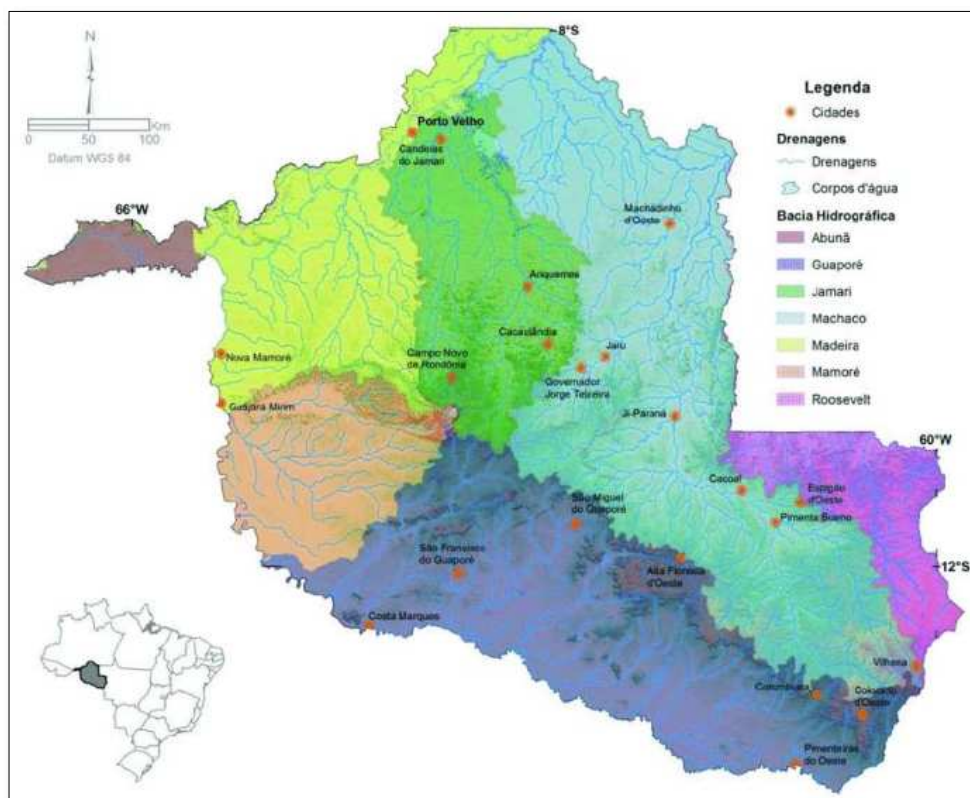 8°S
Km
0 50 100
Datum WGS 84
66°W
Porto Velho
Candeias
do Jamari
Machadinho
d'Oeste
Ariquemes
Cacaulândia
Jaru
Nova Mamoré
Campo Novo
de Rondônia
Governador
Jorge Teixeira
Guajará Mirim
Ji-Paraná
60°W
Cacoal
Espigão
d'Oeste
São Miguel
do Guaporé
Pimenta Bueno
São Francisco
do Guaporé
Alta Floresta
d'Oeste
12°S
Costa Marques
Vilhena
Colorado
d'Oeste
Pimenteiras
do Oeste
Legenda
Cidades
Drenagens
Drenagens
Corpos d'água
Bacia Hidrográfica
Abunã
Guaporé
Jamari
Machaco
Madeira
Mamoré
Roosevelt